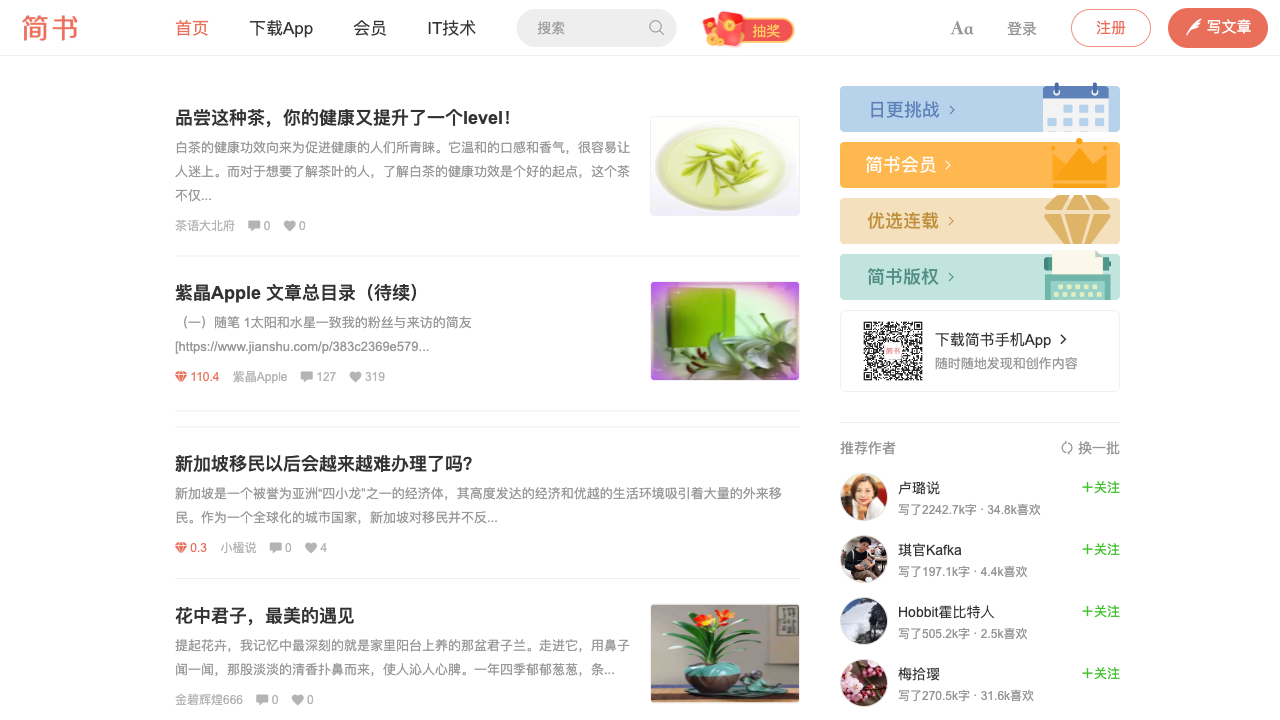 简书
首页
下载App
会员
IT技术
搜索
抽奖
Aa
登录
注册
写文章
品尝这种茶，你的健康又提升了一个level！
白茶的健康功效向来为促进健康的人们所青睐。它温和的口感和香气，很容易让
人迷上。而对于想要了解茶叶的人，了解白茶的健康功效是个好的起点，这个茶
不仅...
茶语大北府 0 0
紫晶Apple 文章总目录（待续）
（一）随笔 1太阳和水星一致我的粉丝与来访的简友
[https://www.jianshu.com/p/383c2369e579...
110.4 紫晶Apple 127 319
新加坡移民以后会越来越难办理了吗?
新加坡是一个被誉为亚洲“四小龙”之一的经济体，其高度发达的经济和优越的生活环境吸引着大量的外来移
民。作为一个全球化的城市国家，新加坡对移民并不反...
0.3 小楹说 0 4
花中君子，最美的遇见
提起花卉，我记忆中最深刻的就是家里阳台上养的那盆君子兰。走进它，用鼻子
闻一闻，那股淡淡的清香扑鼻而来，使人沁人心脾。一年四季郁郁葱葱，条...
金碧辉煌666 0 0
日更挑战
简书会员
优选连载
简书版权
简书
下载简书手机App
随时随地发现和创作内容
推荐作者 换一批
卢璐说 +关注
写了2242.7k字 · 34.8k喜欢
琪官Kafka +关注
写了197.1k字 · 4.4k喜欢
Hobbit霍比特人 +关注
写了505.2k字 · 2.5k喜欢
梅拾璎 +关注
写了270.5k字 · 31.6k喜欢